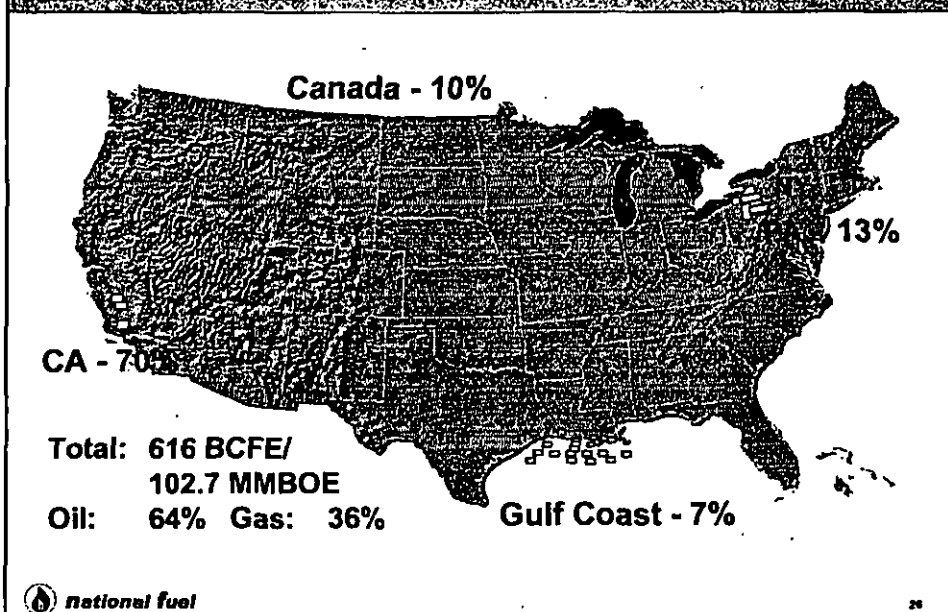 Canada - 10%
13%
CA - 70%
Total: 616 BCFE/
102.7 MMBOE
Oil: 64% Gas: 36%
Gulf Coast - 7%
national fuel